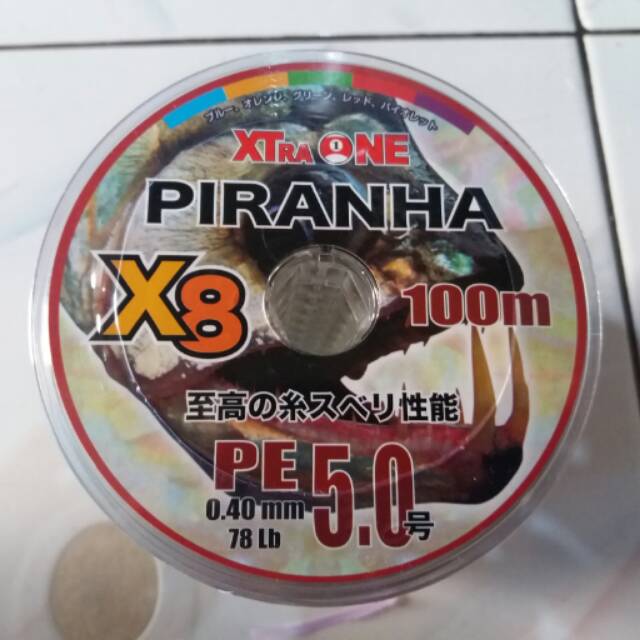 ブルー、オレンジ、グリーン、レッド、バイオレット
XTRA ONE
PIRANHA
X8
100m
至高の糸スベリ性能
PE 5.0号
0.40 mm
78 Lb